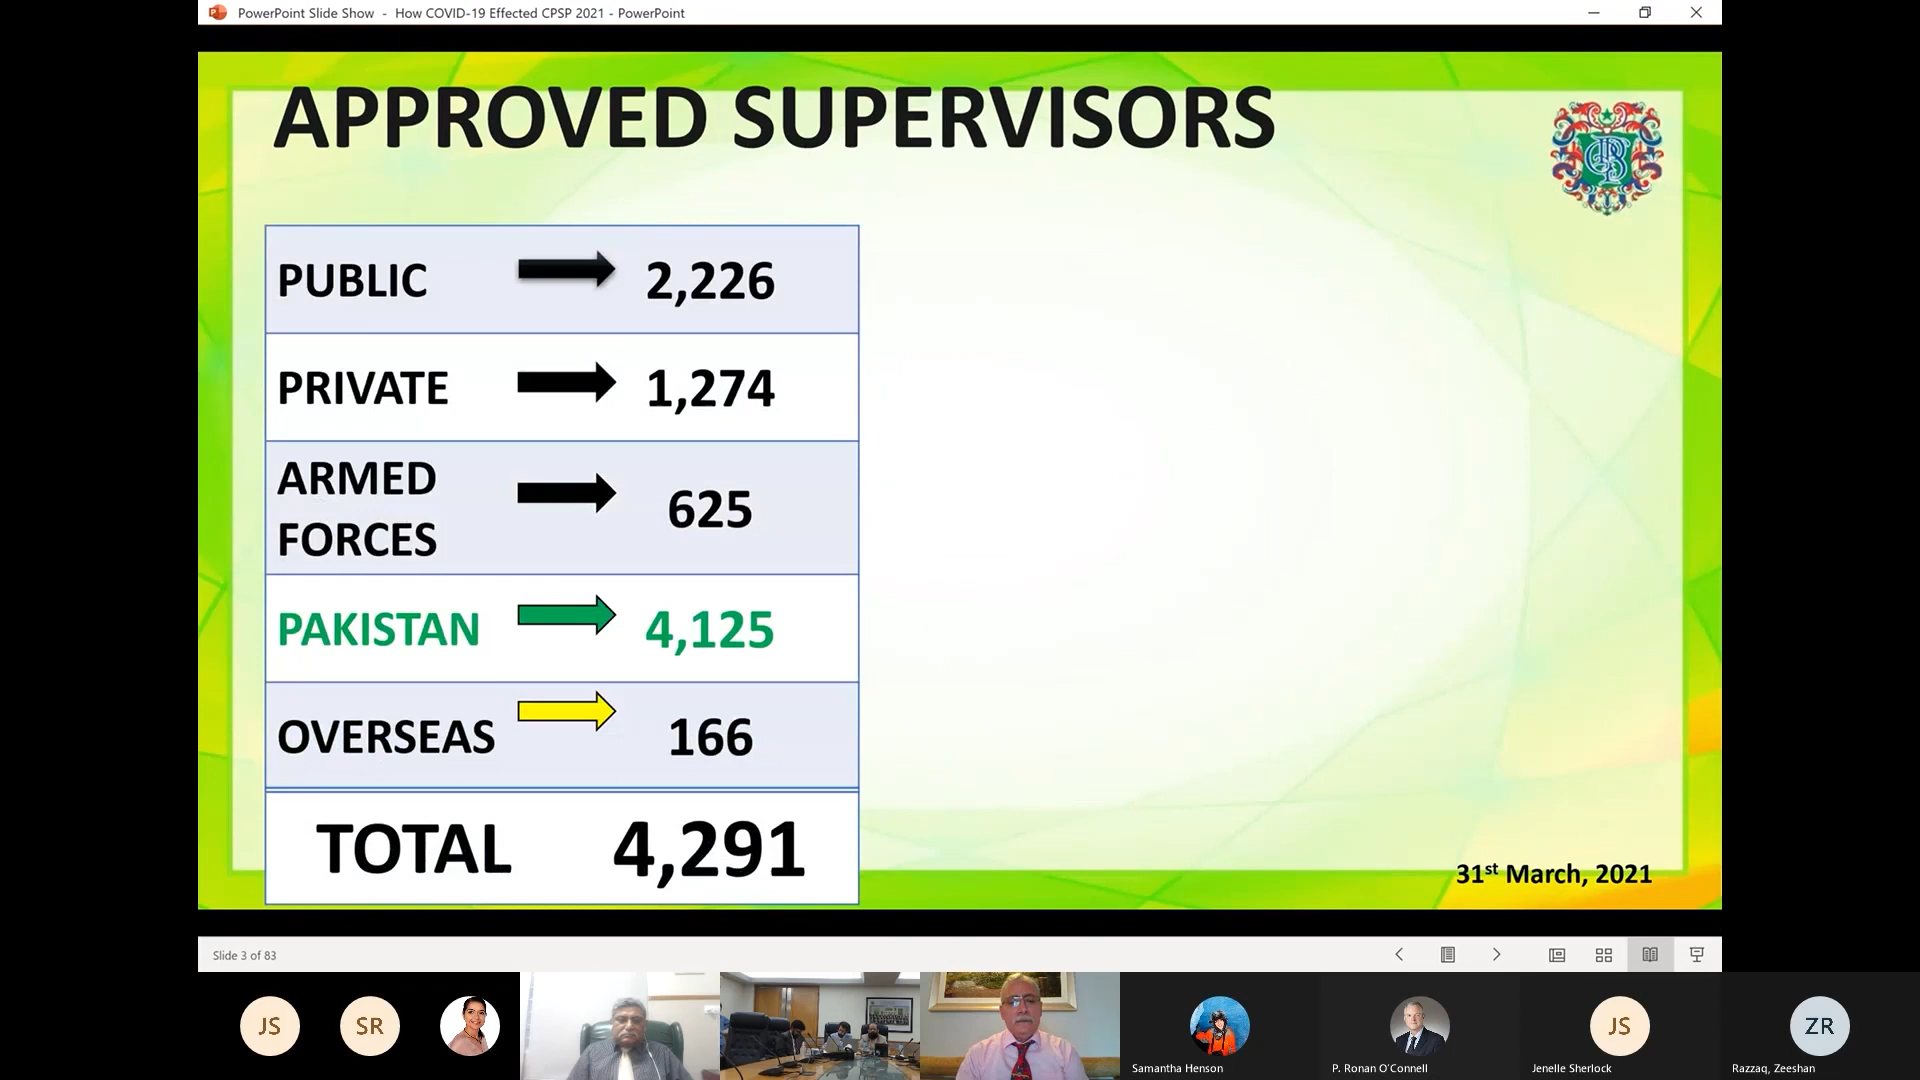 PowerPoint Slide Show - How COVID-19 Effected CPSP 2021 - PowerPoint
APPROVED SUPERVISORS
PUBLIC 2,226
PRIVATE 1,274
ARMED
FORCES
625
PAKISTAN 4,125
OVERSEAS 166
TOTAL 4,291
31st March, 2021
Slide 3 of 83
JS
SR
JS
ZR
Samantha Henson
P. Ronan O'Connell
Jenelle Sherlock
Razzaq, Zeeshan